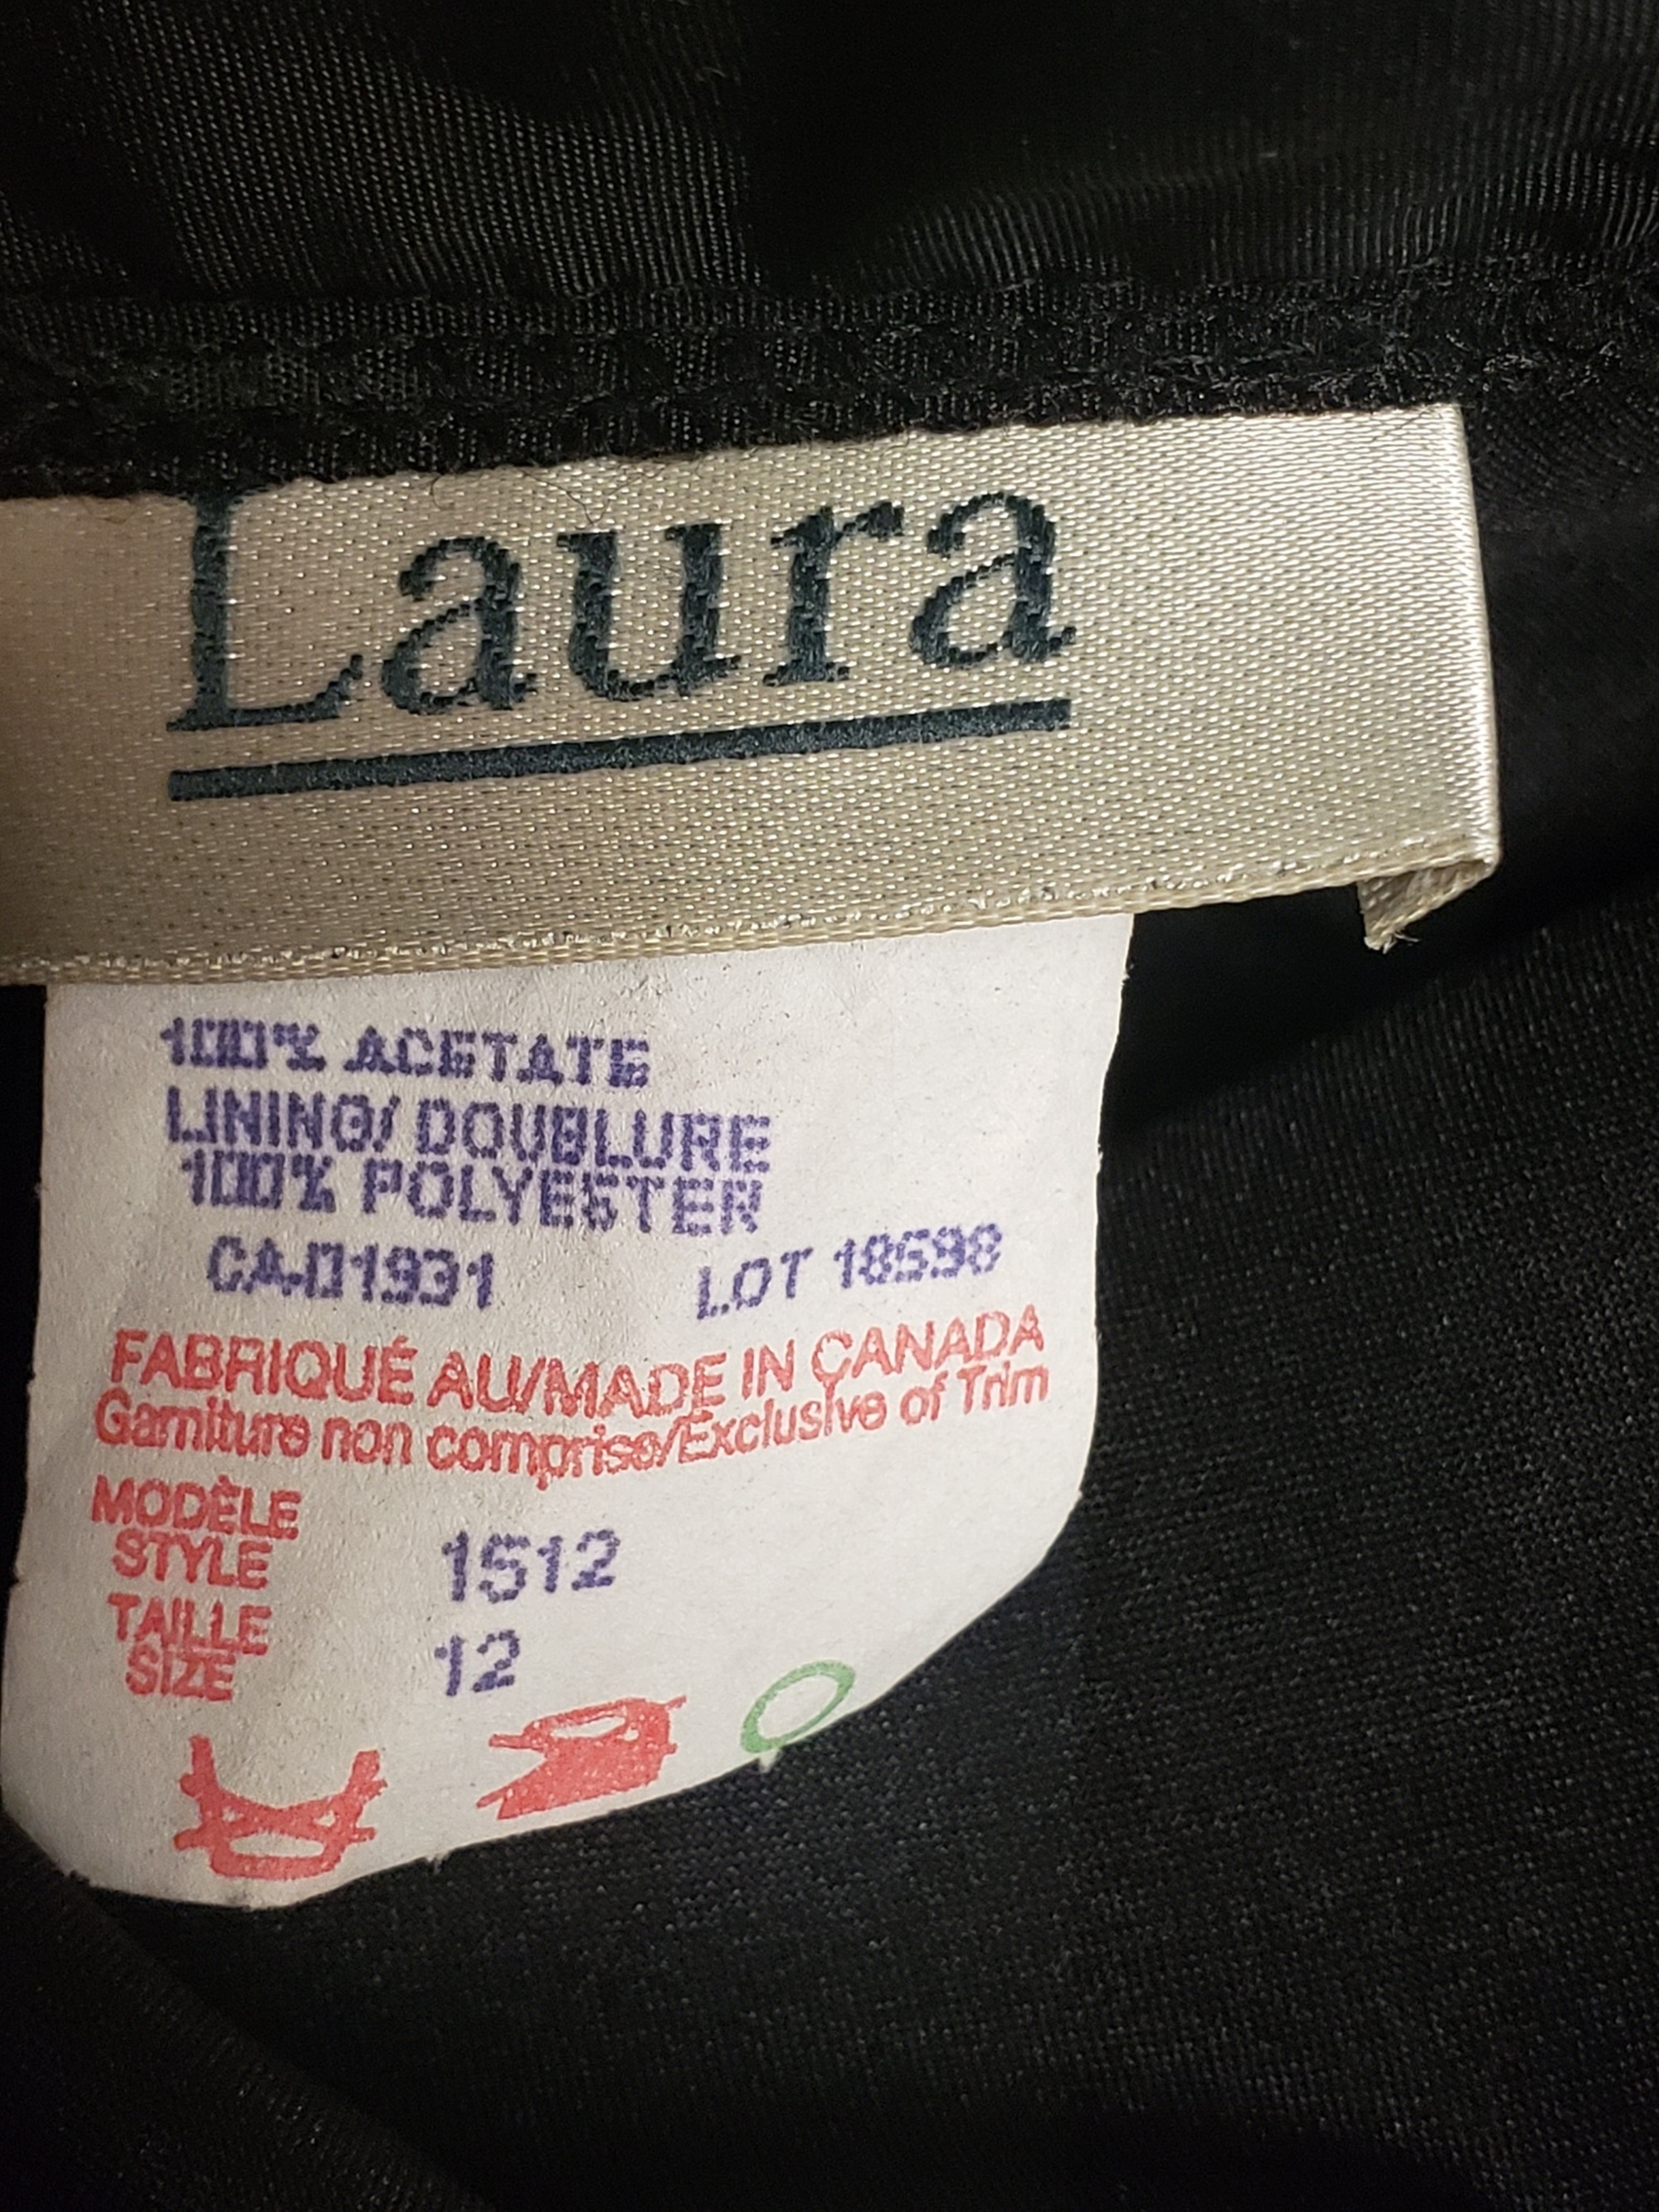 Laura
100% ACETATE
LINING/ DOUBLURE
100% POLYESTER
CA-01931 LOT 18598
FABRIQUÉ AU/MADE IN CANADA
Garniture non comprise/Exclusive of Trim
MODÈLE
STYLE 1512
TAILLE
SIZE 12